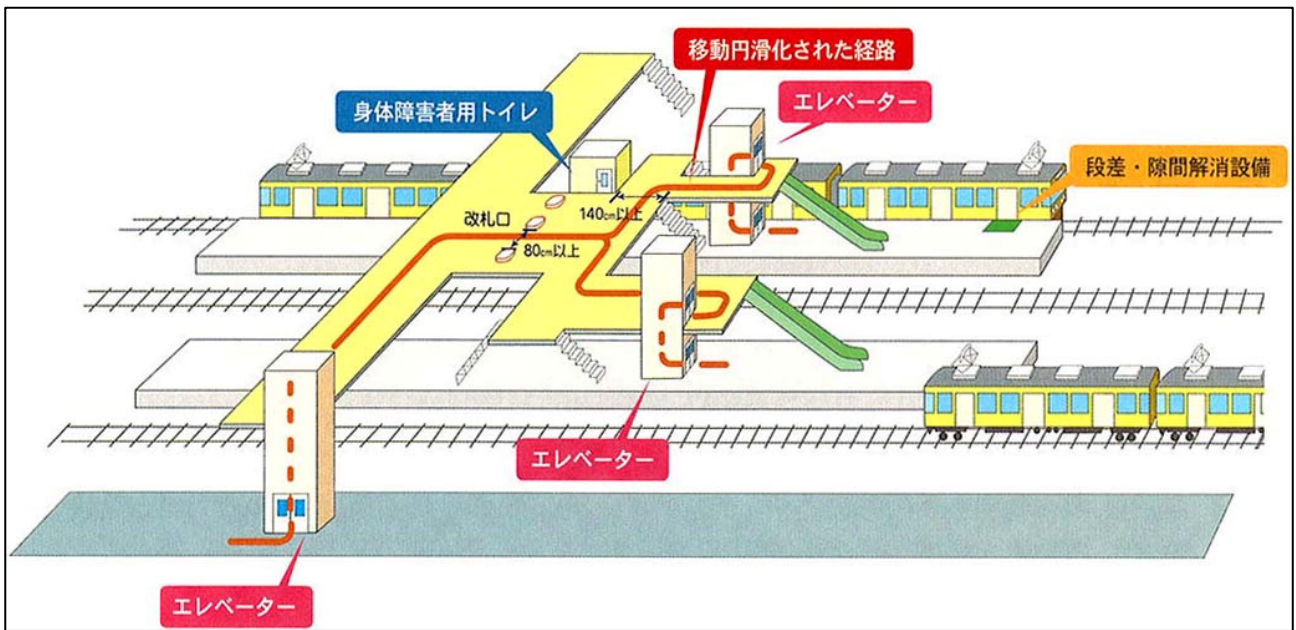 移動円滑化された経路
エレベーター
身体障害者用トイレ
段差・隙間解消設備
改札口
140cm以上
80cm以上
エレベーター
エレベーター